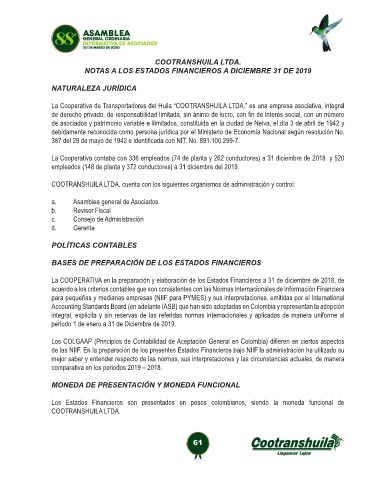 88
ASAMBLEA
GENERAL ORDINARIA
INFORMATIVA DE ASOCIADOS
20 DE MARZO DE 2020
COOTRANSHUILA LTDA.
NOTAS A LOS ESTADOS FINANCIEROS A DICIEMBRE 31 DE 2019
NATURALEZA JURÍDICA
La Cooperativa de Transportadores del Huila “COOTRANSHUILA LTDA.” es una empresa asociativa, integral
de derecho privado, de responsabilidad limitada, sin ánimo de lucro, con fin de interés social, con un número
de asociados y patrimonio variable e ilimitados, constituida en la ciudad de Neiva, el día 3 de abril de 1942 y
debidamente reconocida como persona jurídica por el Ministerio de Economía Nacional según resolución No.
387 del 29 de mayo de 1942 e identificada con NIT. No. 891.100.299-7.
La Cooperativa contaba con 336 empleados (74 de planta y 262 conductores) a 31 diciembre de 2018 y 520
empleados (148 de planta y 372 conductores) a 31 diciembre del 2019.
COOTRANSHUILA LTDA. cuenta con los siguientes organismos de administración y control:
a. Asamblea general de Asociados
b. Revisor Fiscal
c. Consejo de Administración
d. Gerente
POLÍTICAS CONTABLES
BASES DE PREPARACIÓN DE LOS ESTADOS FINANCIEROS
La COOPERATIVA en la preparación y elaboración de los Estados Financieros a 31 de diciembre de 2018, de
acuerdo a los criterios contables que son consistentes con las Normas Internacionales de Información Financiera
para pequeñas y medianas empresas (NIIF para PYMES) y sus interpretaciones, emitidas por el International
Accounting Standards Board (en adelante IASB) que han sido adoptadas en Colombia y representan la adopción
integral, explícita y sin reservas de las referidas normas internacionales y aplicadas de manera uniforme al
período 1 de enero a 31 de Diciembre de 2019.
Los COLGAAP (Principios de Contabilidad de Aceptación General en Colombia) difieren en ciertos aspectos
de las NIIF. En la preparación de los presentes Estados Financieros bajo NIIF la administración ha utilizado su
mejor saber y entender respecto de las normas, sus interpretaciones y las circunstancias actuales, de manera
comparativa en los períodos 2019 – 2018.
MONEDA DE PRESENTACIÓN Y MONEDA FUNCIONAL
Los Estados Financieros son presentados en pesos colombianos, siendo la moneda funcional de
COOTRANSHUILA LTDA.
61
Cootranshuila
Llegamos Lejos